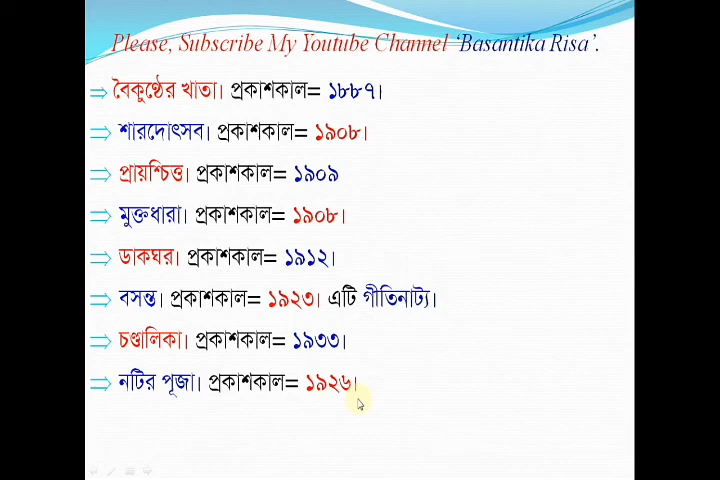 Please, Subscribe My Youtube Channel ‘Basantika Risa’.
⇒ বৈকুণ্ঠের খাতা। প্রকাশকাল= ১৮৮৭।
⇒ শারদোৎসব। প্রকাশকাল= ১৯০৮।
⇒ প্রায়শ্চিত্ত। প্রকাশকাল= ১৯০৯
⇒ মুক্তধারা। প্রকাশকাল= ১৯০৮।
⇒ ডাকঘর। প্রকাশকাল= ১৯১২।
⇒ বসন্ত। প্রকাশকাল= ১৯২৩। এটি গীতিনাট্য।
⇒ চণ্ডালিকা। প্রকাশকাল= ১৯৩৩।
⇒ নটির পূজা। প্রকাশকাল= ১৯২৬।